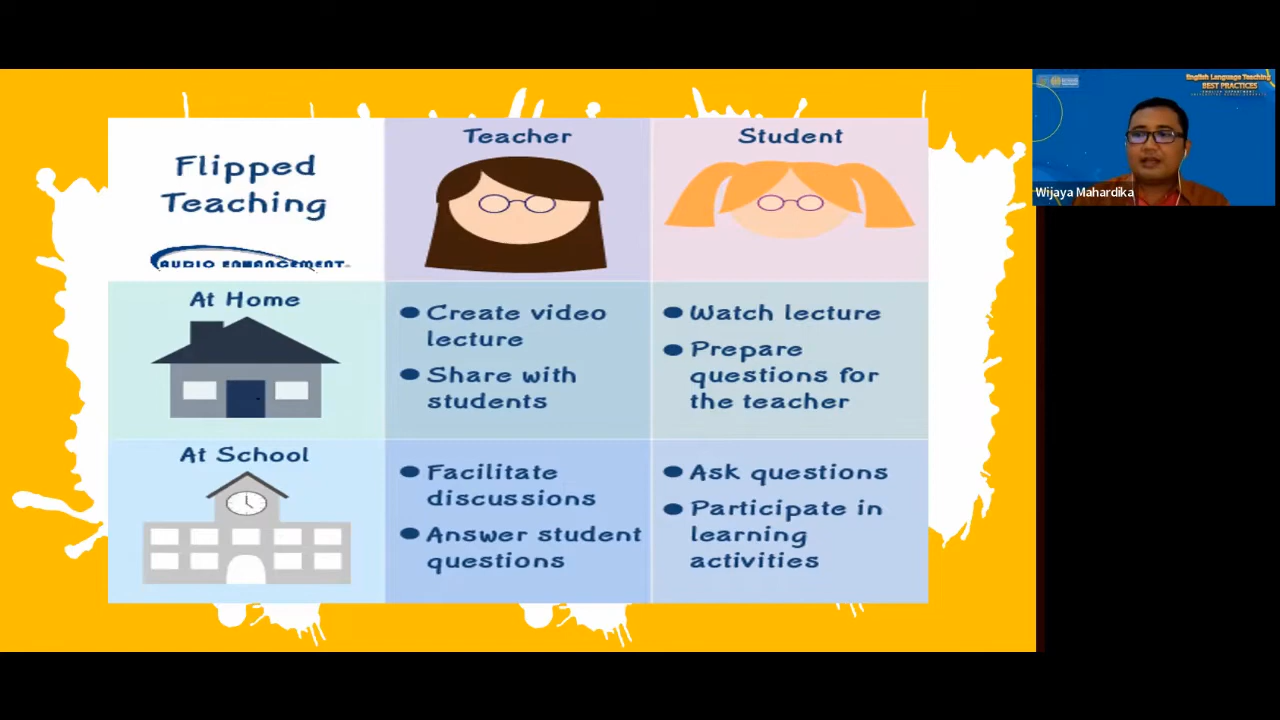 Flipped
Teaching
AUDIO ENHANCEMENT
Teacher
Student
At Home
Create video
lecture
Share with
students
Watch lecture
Prepare
questions for
the teacher
At School
Facilitate
discussions
Answer student
questions
Ask questions
Participate in
learning
activities
English Language Teaching
BEST PRACTICES
Wijaya Mahardika